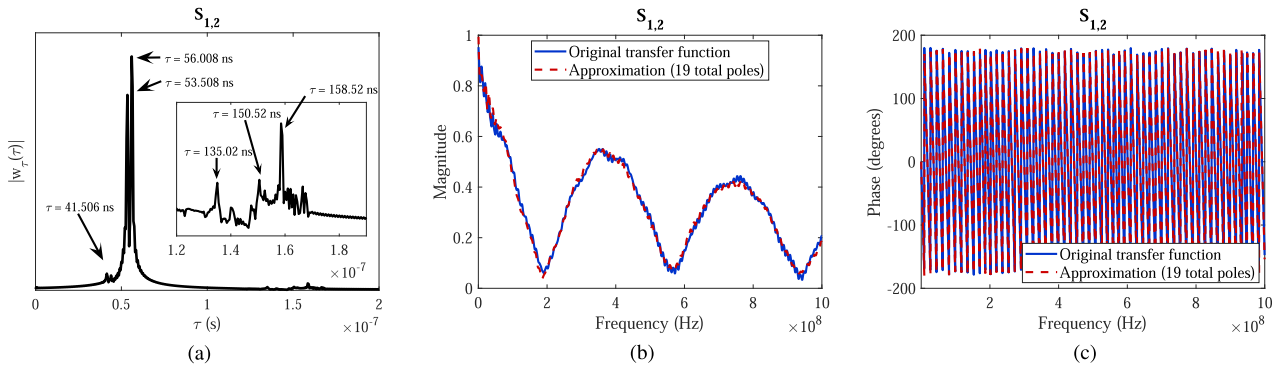 S1,2
|wτ(τ)|
τ = 56.008 ns
τ = 53.508 ns
τ = 41.506 ns
τ = 158.52 ns
τ = 150.52 ns
τ = 135.02 ns
1.2 1.4 1.6 1.8
×10-7
0 0.5 1 1.5 2
τ (s)
×10-7
(a)
S1,2
Magnitude
1
0.8
0.6
0.4
0.2
0
Original transfer function
Approximation (19 total poles)
0 2 4 6 8 10
Frequency (Hz)
×108
(b)
S1,2
Phase (degrees)
200
100
0
-100
-200
Original transfer function
Approximation (19 total poles)
2 4 6 8 10
Frequency (Hz)
×108
(c)